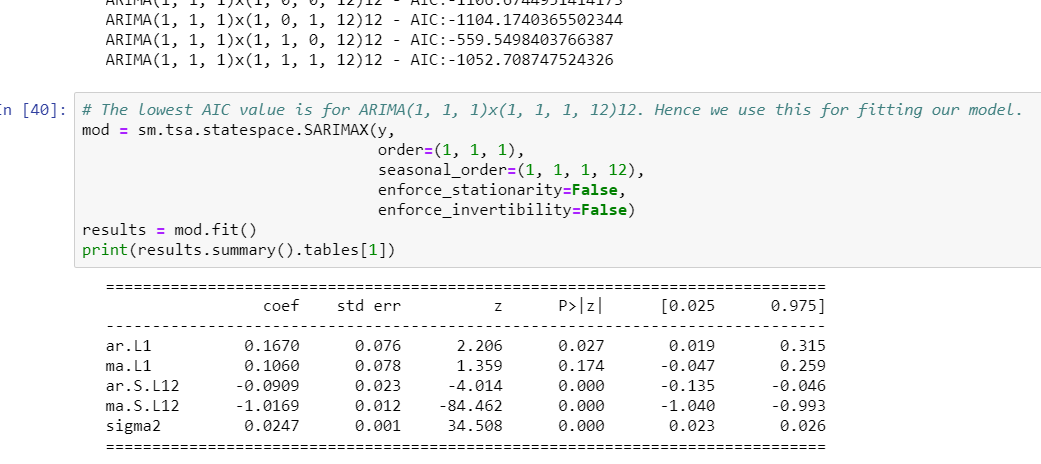 ARIMA(1, 1, 1)x(1, 0, 0, 12)12 - AIC:-1106.6744951414175
ARIMA(1, 1, 1)x(1, 0, 1, 12)12 - AIC:-1104.1740365502344
ARIMA(1, 1, 1)x(1, 1, 0, 12)12 - AIC:-559.5498403766387
ARIMA(1, 1, 1)x(1, 1, 1, 12)12 - AIC:-1052.708747524326
In [40]: # The lowest AIC value is for ARIMA(1, 1, 1)x(1, 1, 1, 12)12. Hence we use this for fitting our model.
mod = sm.tsa.statespace.SARIMAX(y,
order=(1, 1, 1),
seasonal_order=(1, 1, 1, 12),
enforce_stationarity=False,
enforce_invertibility=False)
results = mod.fit()
print(results.summary().tables[1])
==============================================================================
coef std err z P>|z| [0.025 0.975]
------------------------------------------------------------------------------
ar.L1 0.1670 0.076 2.206 0.027 0.019 0.315
ma.L1 0.1060 0.078 1.359 0.174 -0.047 0.259
ar.S.L12 -0.0909 0.023 -4.014 0.000 -0.135 -0.046
ma.S.L12 -1.0169 0.012 -84.462 0.000 -1.040 -0.993
sigma2 0.0247 0.001 34.508 0.000 0.023 0.026
==============================================================================